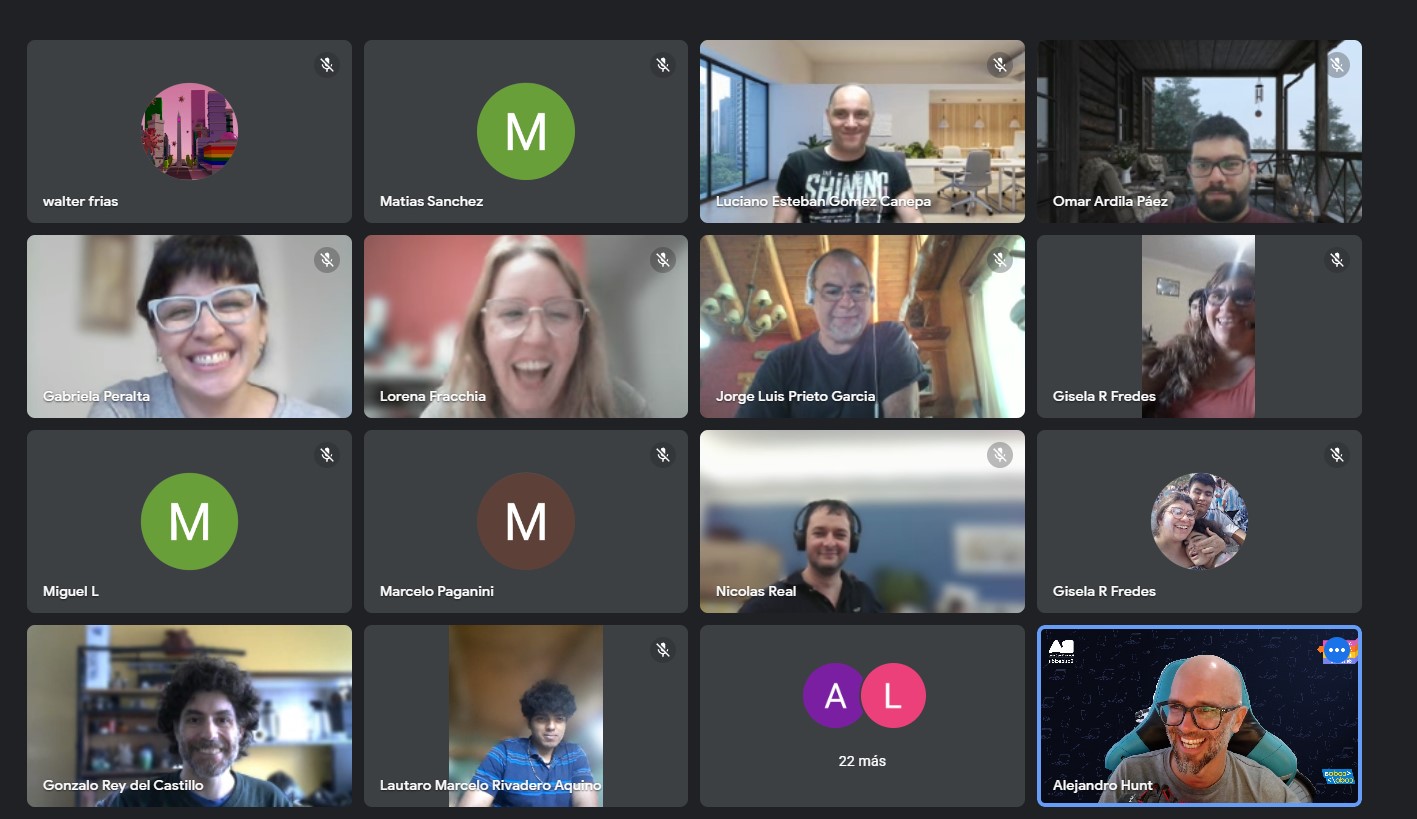 walter frias
M
Matias Sanchez
SHiNiNG
Luciano Esteban Gomez Canepa
Omar Ardila Páez
Gabriela Peralta
Lorena Fracchia
Jorge Luis Prieto Garcia
Gisela R Fredes
M
Miguel L
M
Marcelo Paganini
Nicolas Real
Gisela R Fredes
Gonzalo Rey del Castillo
Lautaro Marcelo Rivadero Aquino
A L
22 más
Alejandro Hunt